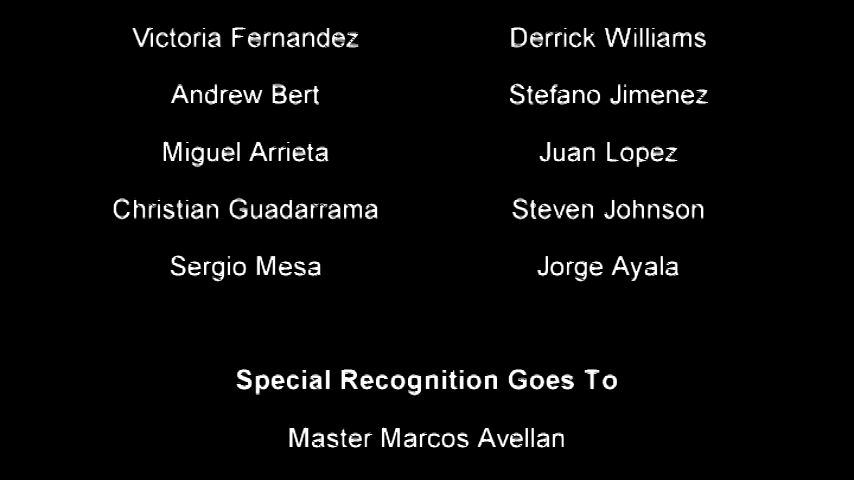 Victoria Fernandez Derrick Williams
Andrew Bert Stefano Jimenez
Miguel Arrieta Juan Lopez
Christian Guadarrama Steven Johnson
Sergio Mesa Jorge Ayala
Special Recognition Goes To
Master Marcos Avellan